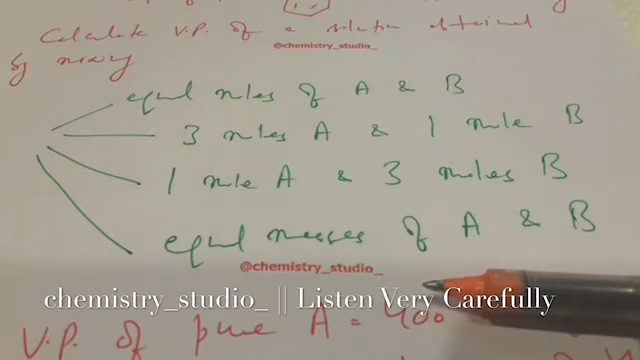 Calculate V.P. of a solution obtained
@chemistry_studio_
by mixing
equal moles of A & B
3 moles A & 1 mole B
1 mole A & 3 moles B
equal masses of A & B
@chemistry_studio_
chemistry_studio_ || Listen Very Carefully
V.P. of pure A = 400